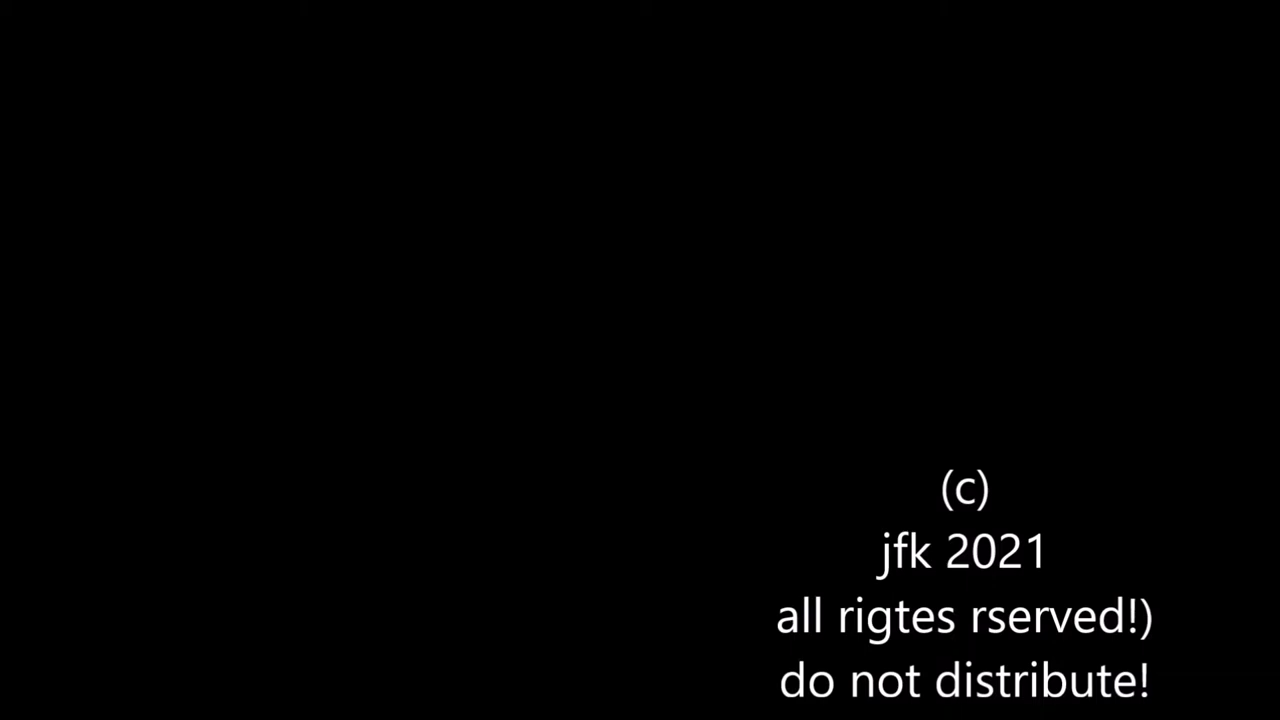 (c)
jfk 2021
all rigtes rserved!)
do not distribute!